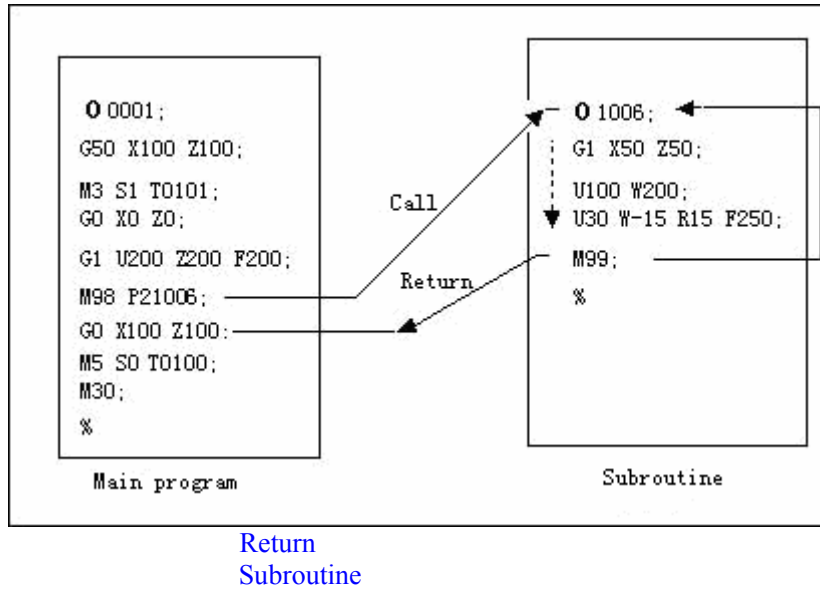 O 0001;
G50 X100 Z100;
M3 S1 T0101;
G0 X0 Z0;
G1 U200 Z200 F200;
M98 P21006;
G0 X100 Z100:
M5 S0 T0100;
M30;
%
Main program
Call
Return
O 1006;
G1 X50 Z50;
U100 W200;
U30 W-15 R15 F250;
M99;
%
Subroutine
Return
Subroutine